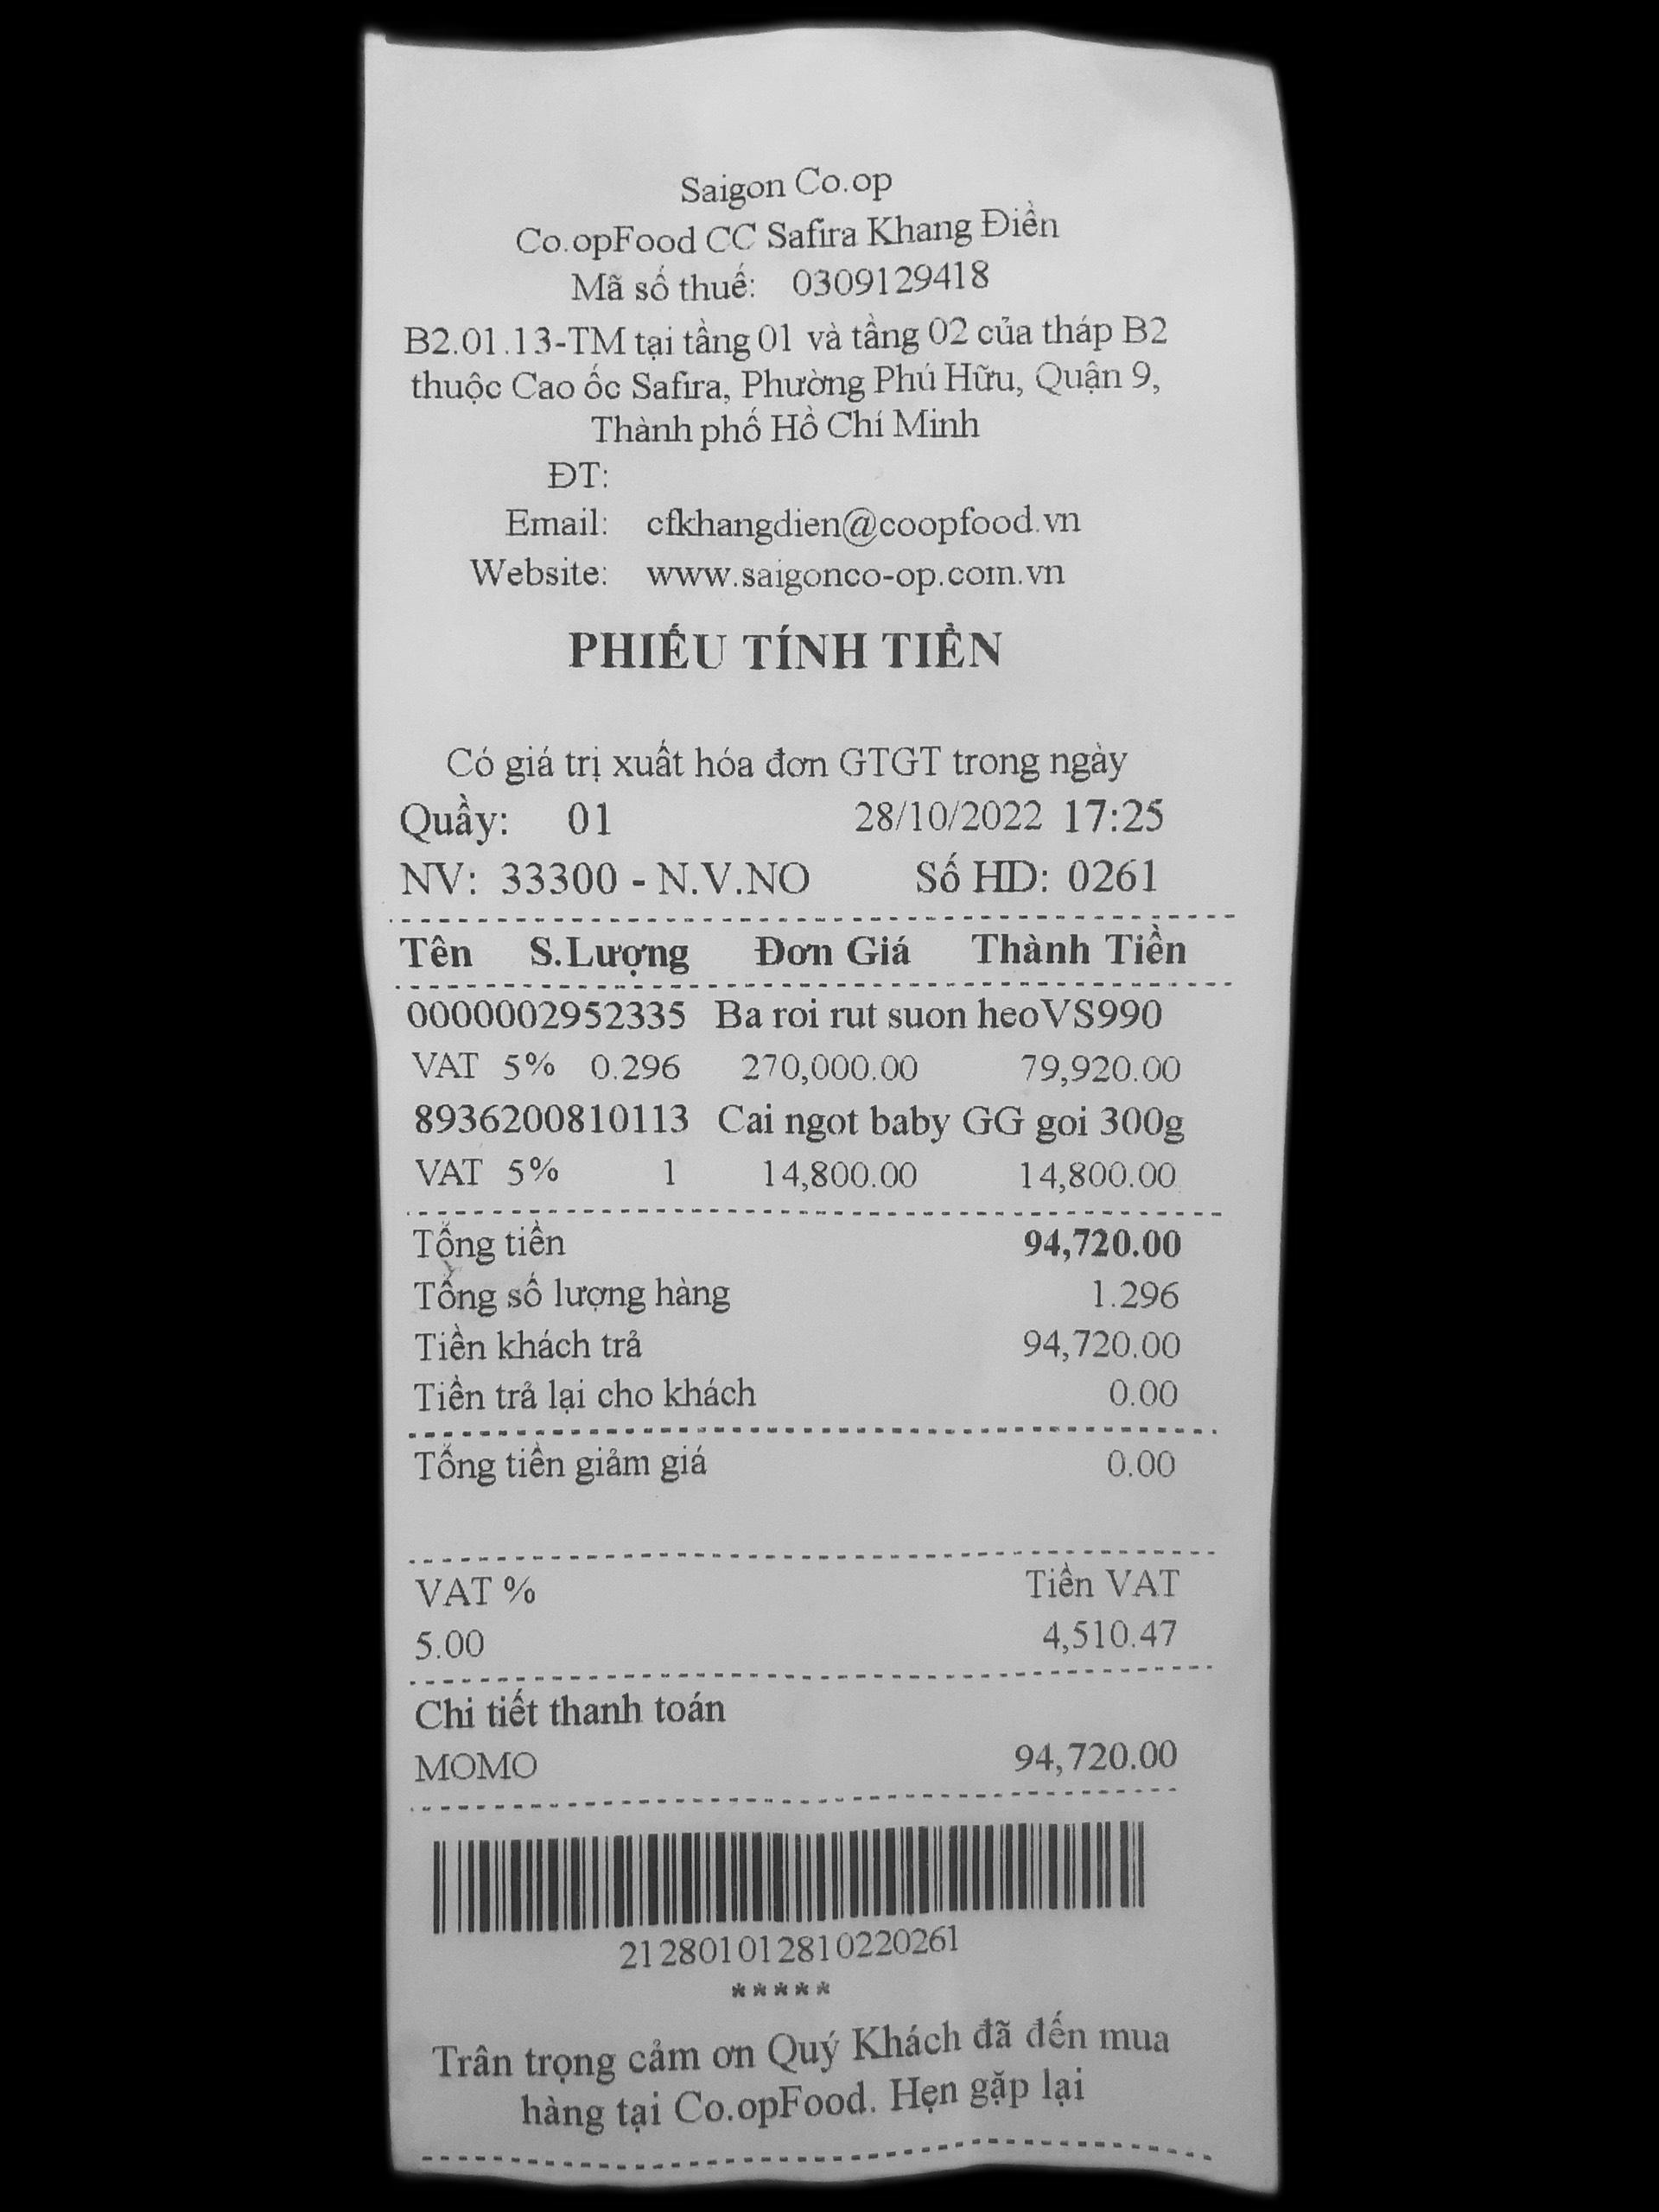 Saigon Co.op
Co.opFood CC Safira Khang Điền
Mã số thuế: 0309129418
B2.01.13-TM tại tầng 01 và tầng 02 của tháp B2
thuộc Cao ốc Safira, Phường Phú Hữu, Quận 9,
Thành phố Hồ Chí Minh
ĐT:
Email: cfkhangdien@coopfood.vn
Website: www.saigonco-op.com.vn
PHIẾU TÍNH TIỀN
Có giá trị xuất hóa đơn GTGT trong ngày
Quầy: 01 28/10/2022 17:25
NV: 33300 - N.V.NO Số HD: 0261
Tên S.Lượng Đơn Giá Thành Tiền
0000002952335 Ba roi rut suon heoVS990
VAT 5% 0.296 270,000.00 79,920.00
8936200810113 Cai ngot baby GG goi 300g
VAT 5% 1 14,800.00 14,800.00
Tổng tiền 94,720.00
Tổng số lượng hàng 1.296
Tiền khách trả 94,720.00
Tiền trả lại cho khách 0.00
Tổng tiền giảm giá 0.00
VAT % Tiền VAT
5.00 4,510.47
Chi tiết thanh toán
MOMO 94,720.00
212801012810220261
*****
Trân trọng cảm ơn Quý Khách đã đến mua
hàng tại Co.opFood. Hẹn gặp lại